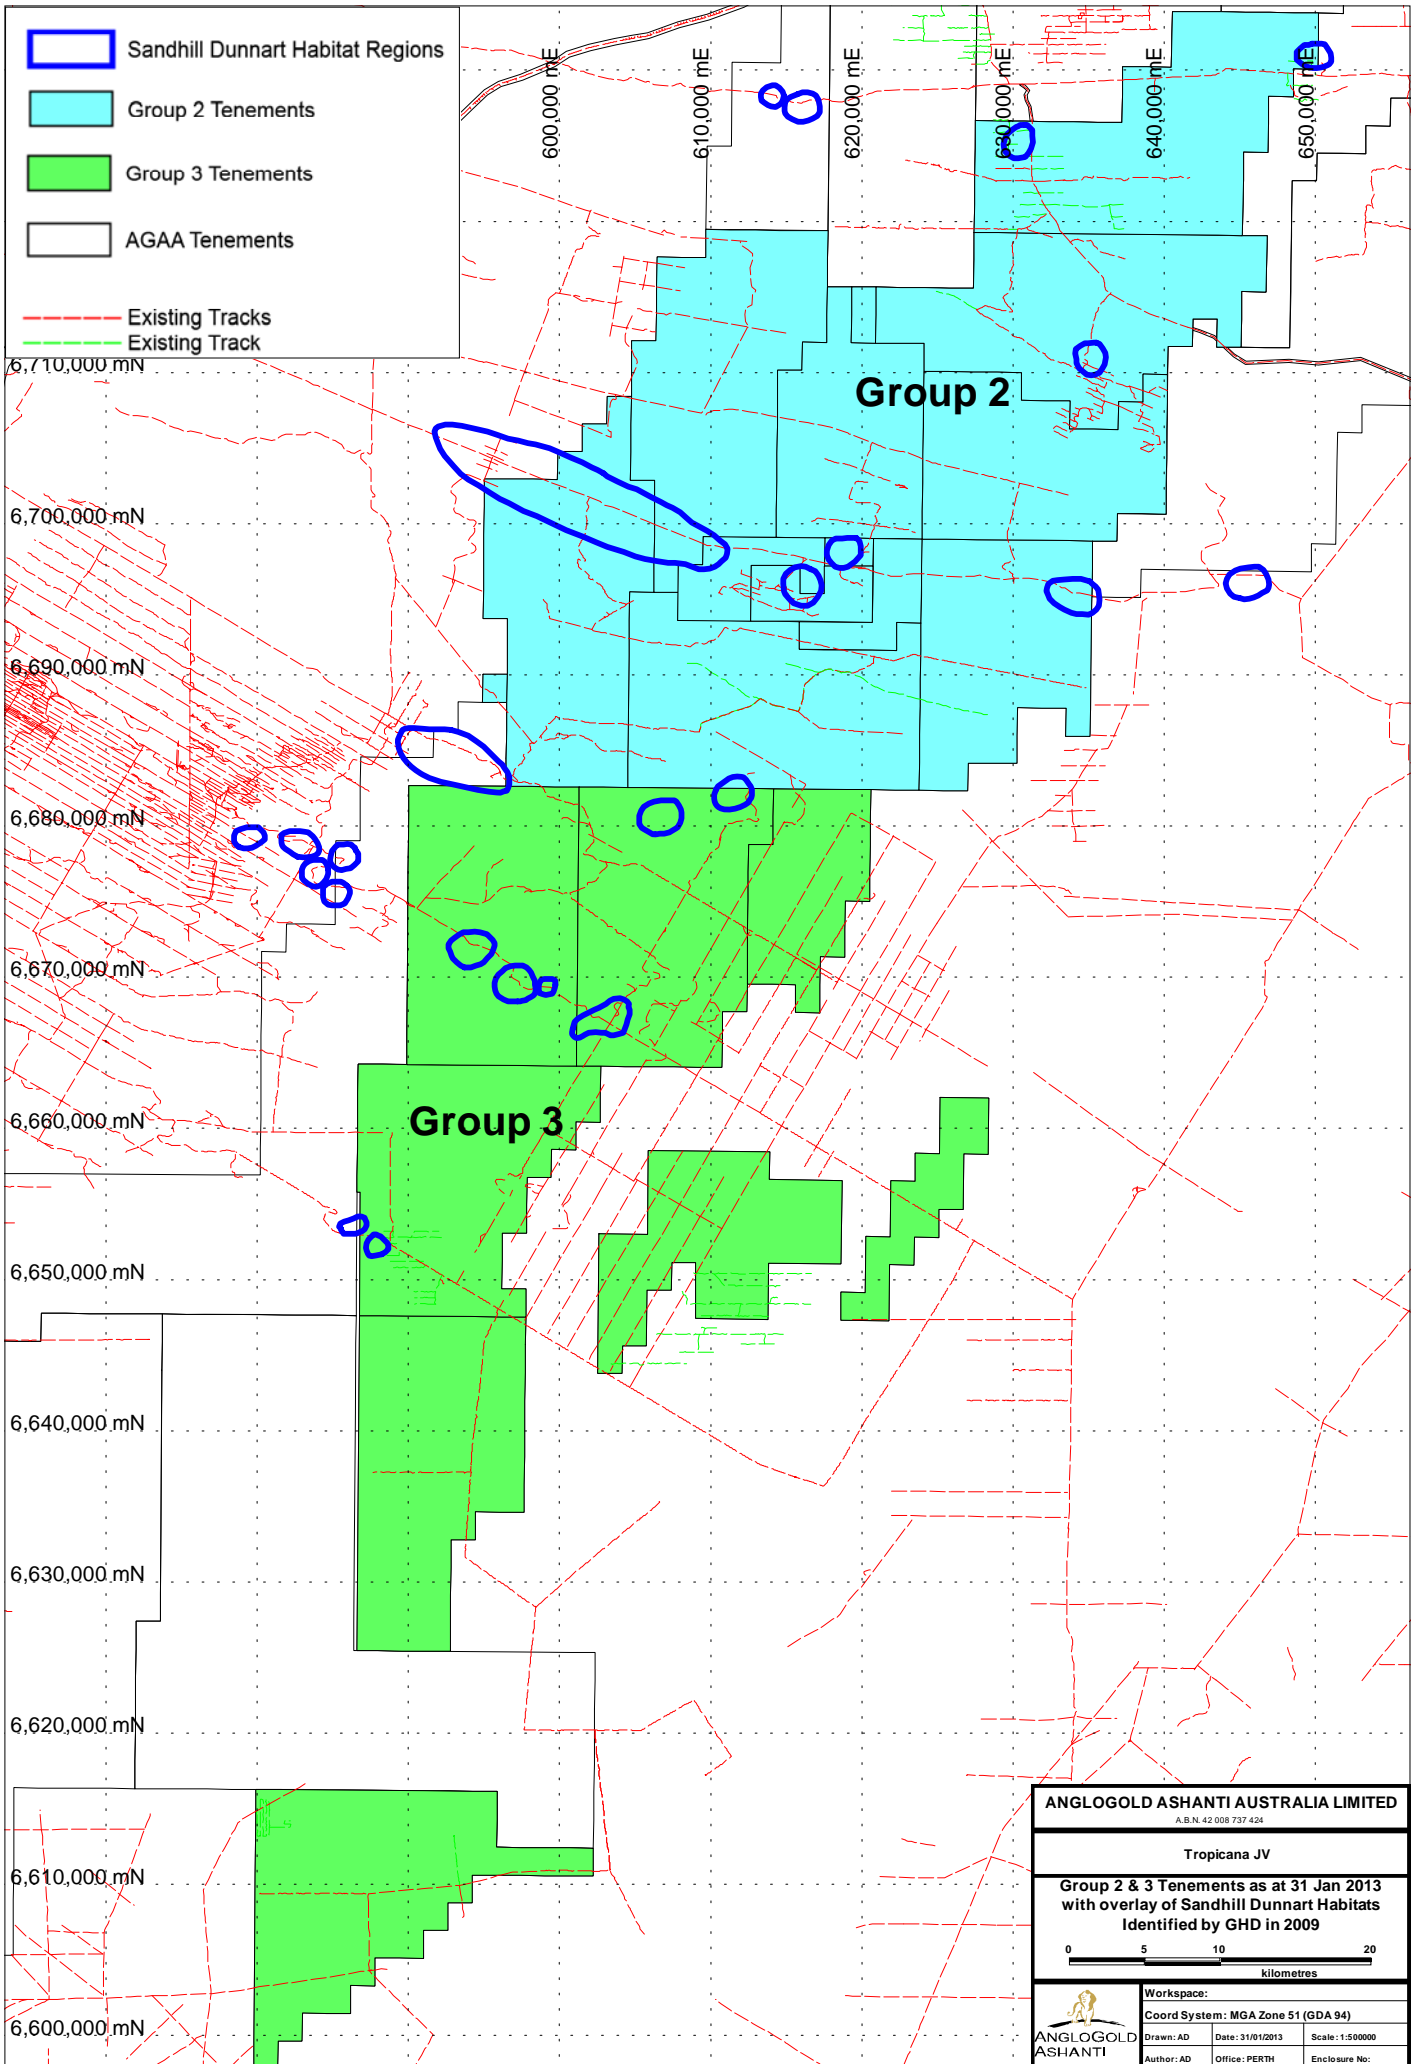 Sandhill Dunnart Habitat Regions
Group 2 Tenements
Group 3 Tenements
AGAA Tenements
Existing Tracks
Existing Track
600,000 mE
610,000 mE
620,000 mE
630,000 mE
640,000 mE
650,000 mE
6,710,000 mN
Group 2
6,700,000 mN
6,690,000 mN
6,680,000 mN
6,670,000 mN
6,660,000 mN
Group 3
6,650,000 mN
6,640,000 mN
6,630,000 mN
6,620,000 mN
6,610,000 mN
6,600,000 mN
ANGLOGOLD ASHANTI AUSTRALIA LIMITED
A.B.N. 42 008 737 424
Tropicana JV
Group 2 & 3 Tenements as at 31 Jan 2013
with overlay of Sandhill Dunnart Habitats
Identified by GHD in 2009
0 5 10 20
kilometres
ANGLOGOLD
ASHANTI
Workspace:
Coord System: MGA Zone 51 (GDA 94)
Drawn: AD Date: 31/01/2013 Scale: 1:500000
Author: AD Office: PERTH Enclosure No: